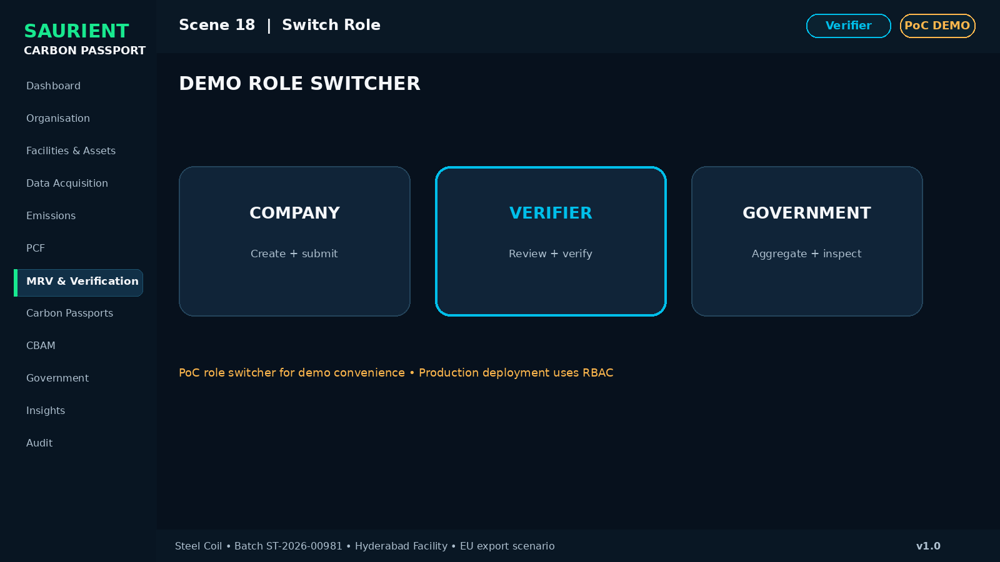 SAURIENT
CARBON PASSPORT
Dashboard
Organisation
Facilities & Assets
Data Acquisition
Emissions
PCF
MRV & Verification
Carbon Passports
CBAM
Government
Insights
Audit
Scene 18 | Switch Role
Verifier
PoC DEMO
DEMO ROLE SWITCHER
COMPANY
Create + submit
VERIFIER
Review + verify
GOVERNMENT
Aggregate + inspect
PoC role switcher for demo convenience • Production deployment uses RBAC
Steel Coil • Batch ST-2026-00981 • Hyderabad Facility • EU export scenario
v1.0